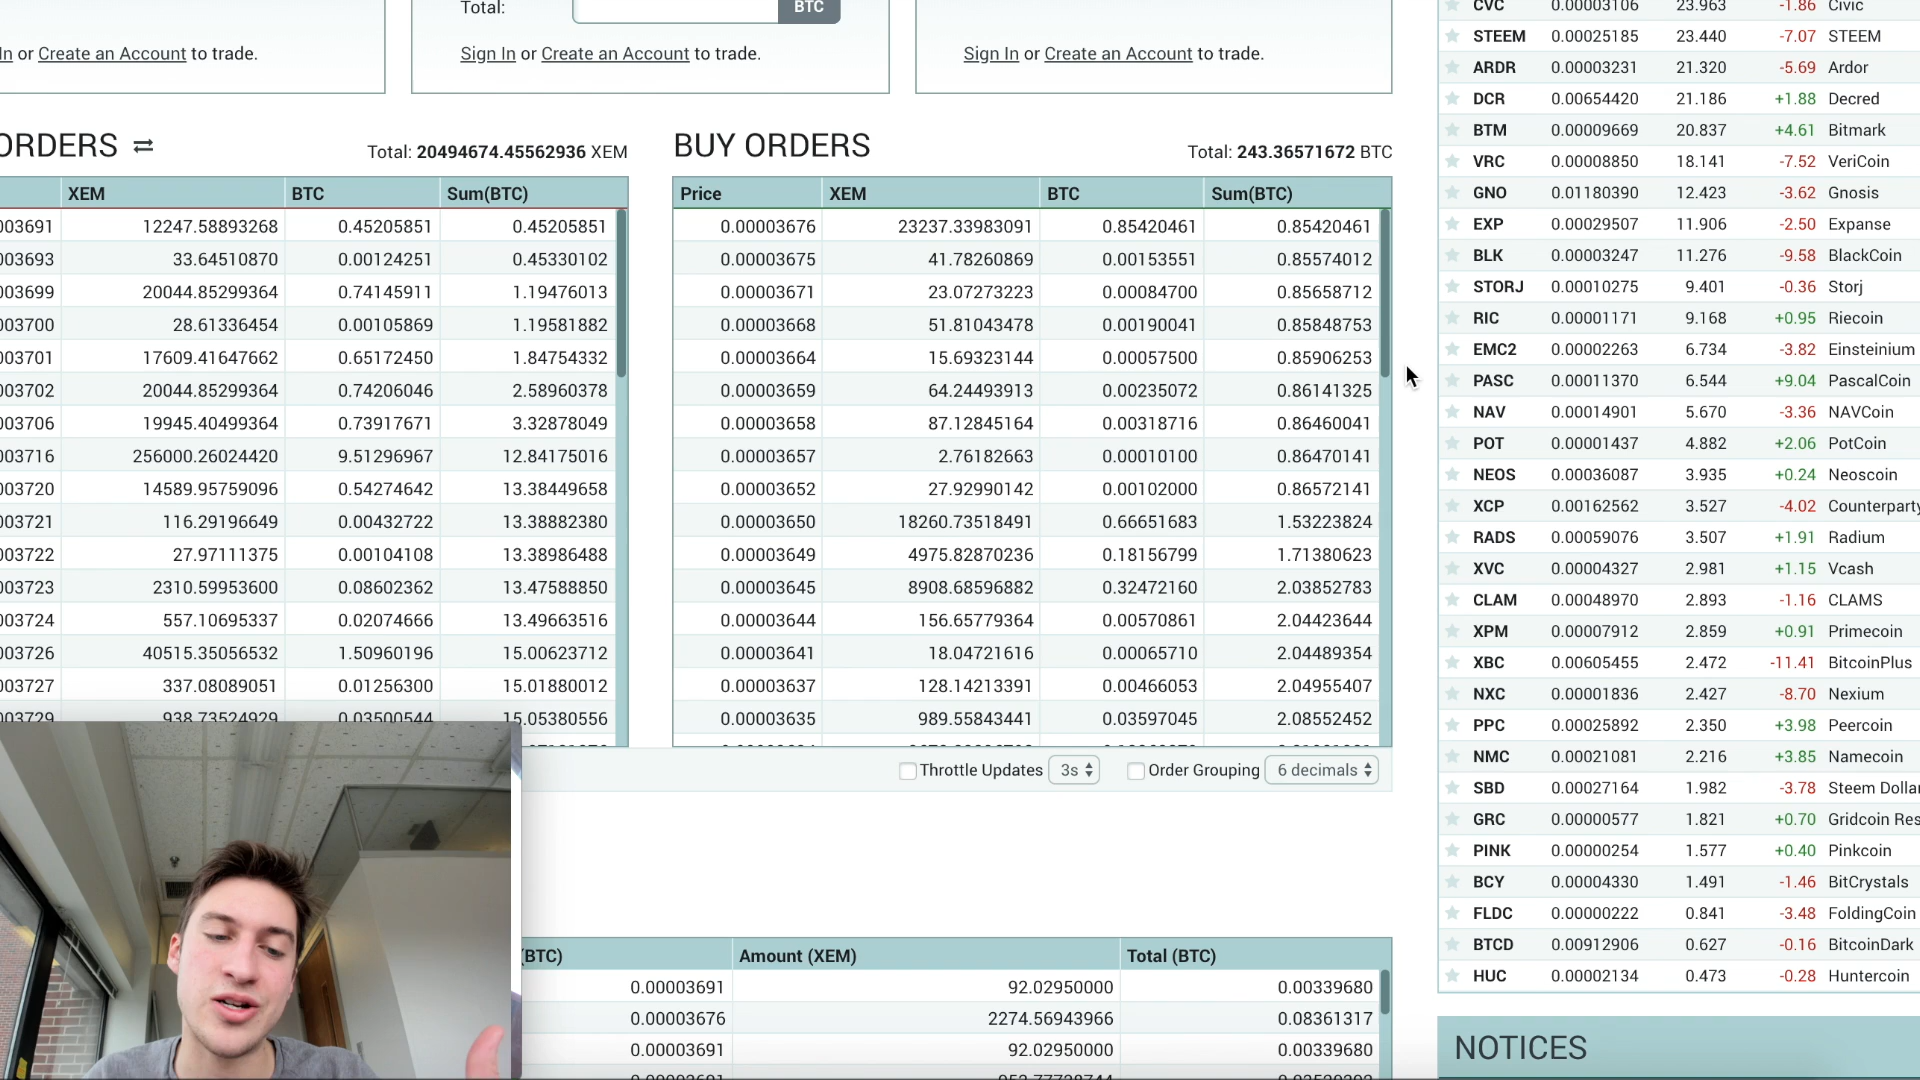 Total: BTC
In or Create an Account to trade.
Sign In or Create an Account to trade.
Sign In or Create an Account to trade.
ORDERS
Total: 20494674.45562936 XEM
XEM BTC Sum(BTC)
003691 12247.58893268 0.45205851 0.45205851
003693 33.64510870 0.00124251 0.45330102
003699 20044.85299364 0.74145911 1.19476013
003700 28.61336454 0.00105869 1.19581882
003701 17609.41647662 0.65172450 1.84754332
003702 20044.85299364 0.74206046 2.58960378
003706 19945.40499364 0.73917671 3.32878049
003716 256000.26024420 9.51296967 12.84175016
003720 14589.95759096 0.54274642 13.38449658
003721 116.29196649 0.00432722 13.38882380
003722 27.97111375 0.00104108 13.38986488
003723 2310.59953600 0.08602362 13.47588850
003724 557.10695337 0.02074666 13.49663516
003726 40515.35056532 1.50960196 15.00623712
003727 337.08089051 0.01256300 15.01880012
003729 938.73524929 0.03500544 15.05380556
BUY ORDERS
Total: 243.36571672 BTC
Price XEM BTC Sum(BTC)
0.00003676 23237.33983091 0.85420461 0.85420461
0.00003675 41.78260869 0.00153551 0.85574012
0.00003671 23.07273223 0.00084700 0.85658712
0.00003668 51.81043478 0.00190041 0.85848753
0.00003664 15.69323144 0.00057500 0.85906253
0.00003659 64.24493913 0.00235072 0.86141325
0.00003658 87.12845164 0.00318716 0.86460041
0.00003657 2.76182663 0.00010100 0.86470141
0.00003652 27.92990142 0.00102000 0.86572141
0.00003650 18260.73518491 0.66651683 1.53223824
0.00003649 4975.82870236 0.18156799 1.71380623
0.00003645 8908.68596882 0.32472160 2.03852783
0.00003644 156.65779364 0.00570861 2.04423644
0.00003641 18.04721616 0.00065710 2.04489354
0.00003637 128.14213391 0.00466053 2.04955407
0.00003635 989.55843441 0.03597045 2.08552452
Throttle Updates 3s Order Grouping 6 decimals
(BTC) Amount (XEM) Total (BTC)
0.00003691 92.02950000 0.00339680
0.00003676 2274.56943966 0.08361317
0.00003691 92.02950000 0.00339680
CVC 0.00003106 23.963 -1.86 Civic
STEEM 0.00025185 23.440 -7.07 STEEM
ARDR 0.00003231 21.320 -5.69 Ardor
DCR 0.00654420 21.186 +1.88 Decred
BTM 0.00009669 20.837 +4.61 Bitmark
VRC 0.00008850 18.141 -7.52 VeriCoin
GNO 0.01180390 12.423 -3.62 Gnosis
EXP 0.00029507 11.906 -2.50 Expanse
BLK 0.00003247 11.276 -9.58 BlackCoin
STORJ 0.00010275 9.401 -0.36 Storj
RIC 0.00001171 9.168 +0.95 Riecoin
EMC2 0.00002263 6.734 -3.82 Einsteinium
PASC 0.00011370 6.544 +9.04 PascalCoin
NAV 0.00014901 5.670 -3.36 NAVCoin
POT 0.00001437 4.882 +2.06 PotCoin
NEOS 0.00036087 3.935 +0.24 Neoscoin
XCP 0.00162562 3.527 -4.02 Counterparty
RADS 0.00059076 3.507 +1.91 Radium
XVC 0.00004327 2.981 +1.15 Vcash
CLAM 0.00048970 2.893 -1.16 CLAMS
XPM 0.00007912 2.859 +0.91 Primecoin
XBC 0.00605455 2.472 -11.41 BitcoinPlus
NXC 0.00001836 2.427 -8.70 Nexium
PPC 0.00025892 2.350 +3.98 Peercoin
NMC 0.00021081 2.216 +3.85 Namecoin
SBD 0.00027164 1.982 -3.78 Steem Dolla
GRC 0.00000577 1.821 +0.70 Gridcoin Res
PINK 0.00000254 1.577 +0.40 Pinkcoin
BCY 0.00004330 1.491 -1.46 BitCrystals
FLDC 0.00000222 0.841 -3.48 FoldingCoin
BTCD 0.00912906 0.627 -0.16 BitcoinDark
HUC 0.00002134 0.473 -0.28 Huntercoin
NOTICES